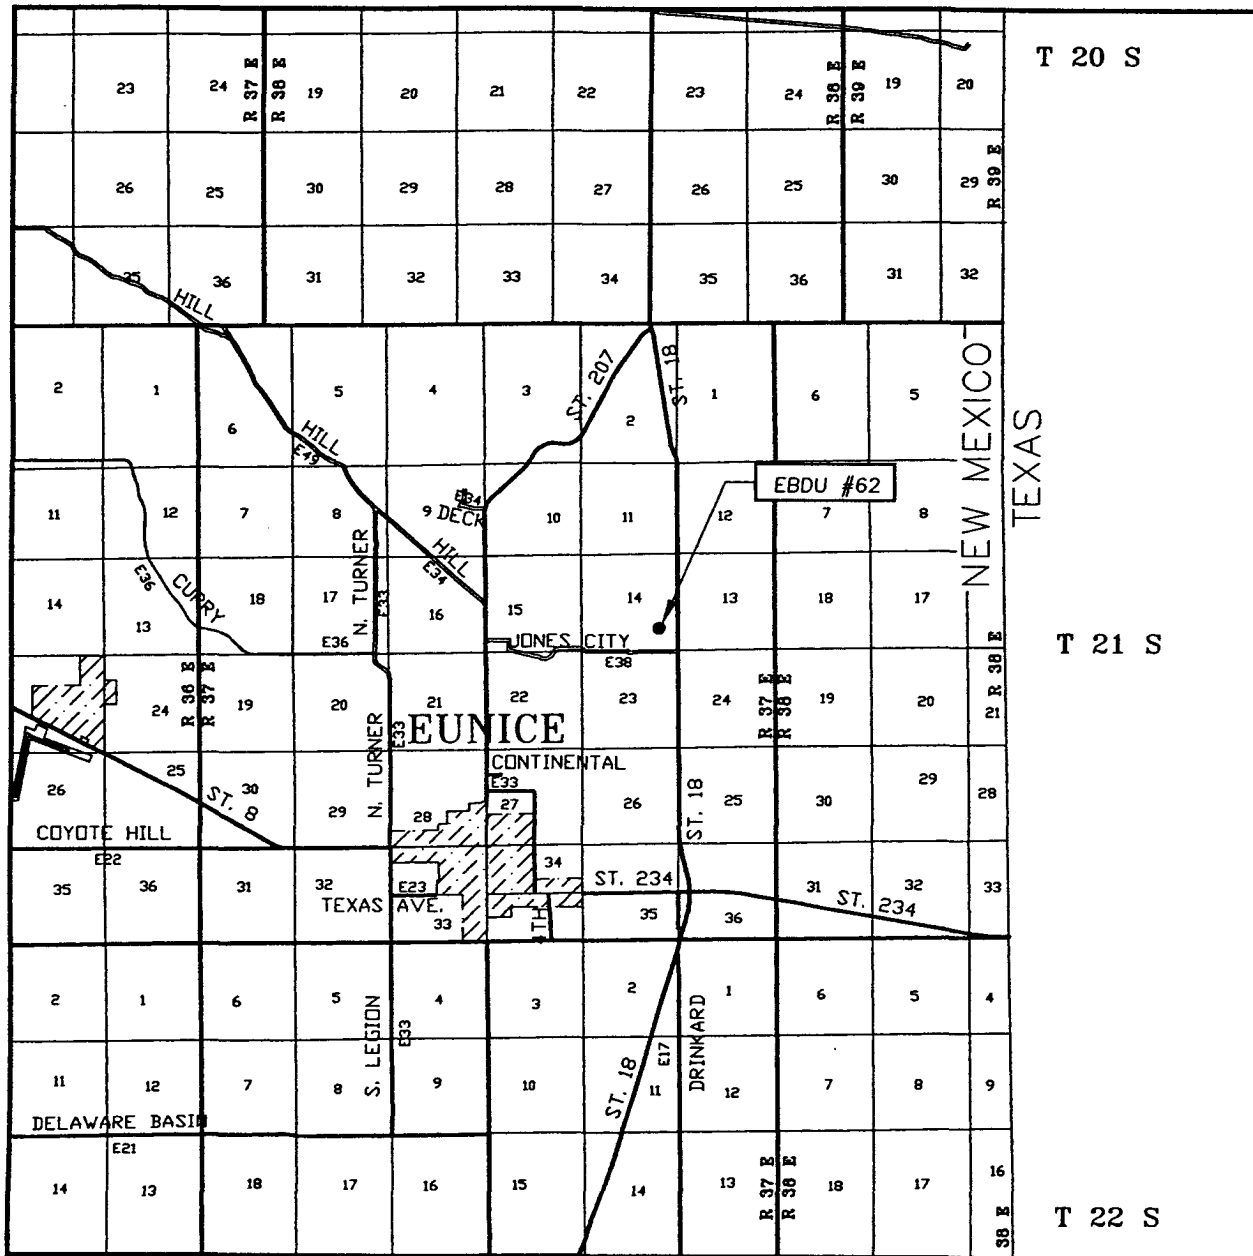 T 20 S
23 24 R 37 E R 38 E 19 20 21 22 23 24 R 38 E R 39 E 19 20
26 25 30 29 28 27 26 25 30 29 R 39 E
35 36 31 32 33 34 35 36 31 32
HILL
2 1 6 5 4 3 2 1 6 5
ST. 207
ST. 18
HILL
E49
NEW MEXICO
TEXAS
EBDU #62
11 12 7 8 9 10 11 12 7 8
E34
DECK
HILL
E34
N. TURNER
E33
E36
CURRY
14 13 18 17 16 15 14 13 18 17
E36
JONES CITY
E38
T 21 S
R 38 E
24 R 36 E R 37 E 19 20 21 22 23 24 R 37 E R 38 E 19 20 21
EUNICE
N. TURNER
E33
CONTINENTAL
E33
26 25 30 29 28 27 26 25 30 29 28
ST. 8
ST. 18
COYOTE HILL
E22
35 36 31 32 33 34 35 36 31 32 33
E23
TEXAS AVE.
4TH
ST. 234
ST. 234
2 1 6 5 4 3 2 1 6 5 4
S. LEGION
E33
DRINKARD
E17
ST. 18
11 12 7 8 9 10 11 12 7 8 9
DELAWARE BASIN
E21
14 13 18 17 16 15 14 13 R 37 E R 38 E 18 17 16
38 E
T 22 S